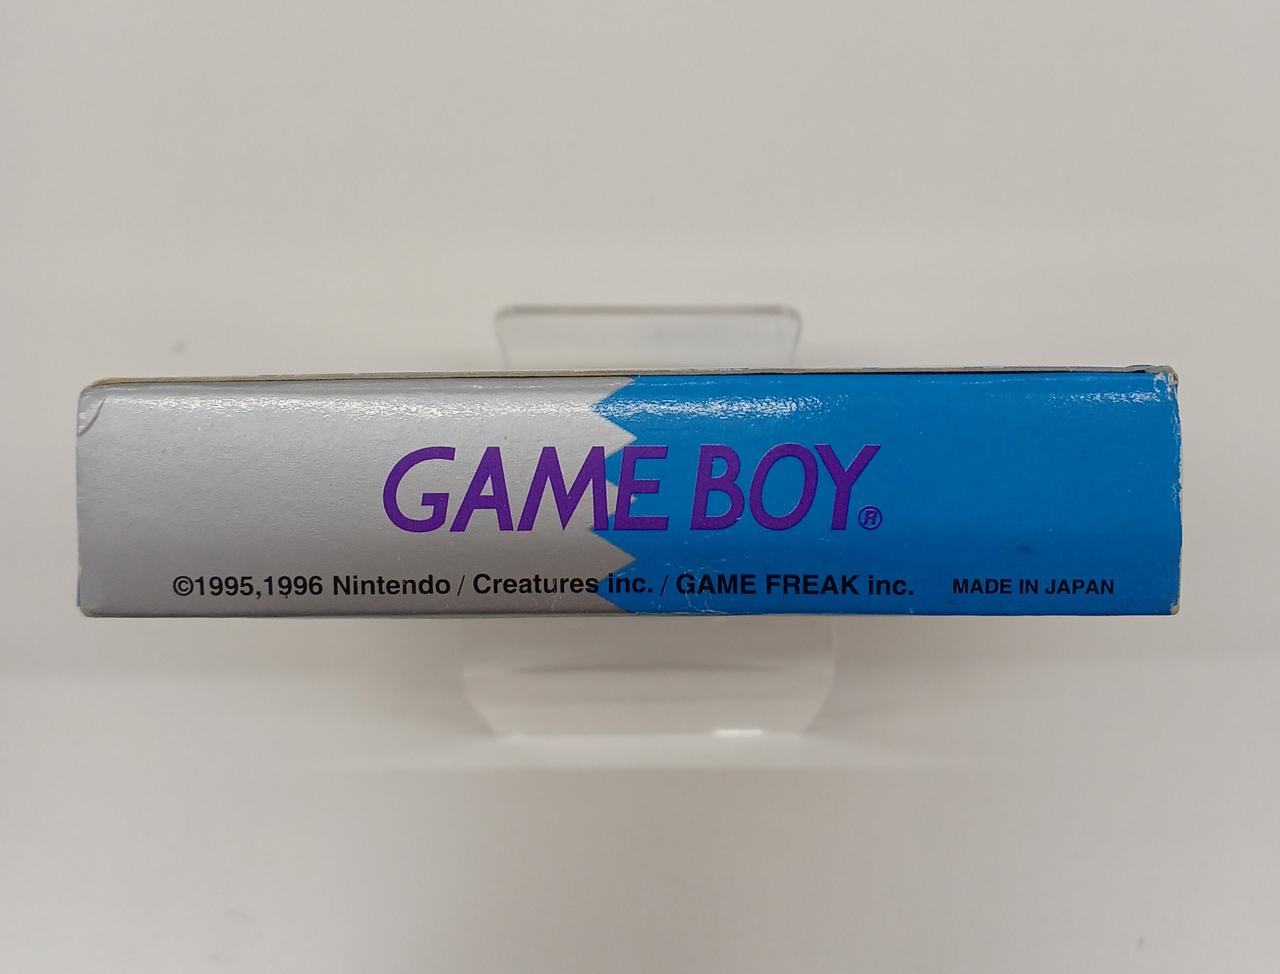 GAME BOY®
©1995,1996 Nintendo / Creatures inc. / GAME FREAK inc. MADE IN JAPAN